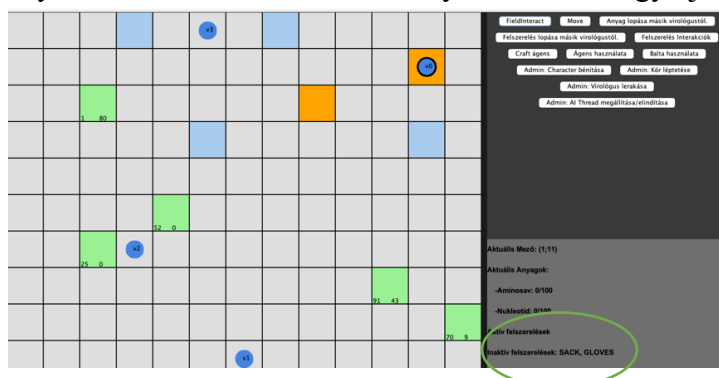 FieldInteract Move Anyag lopása másik virológustól.
Felszerelés lopása másik virológustól. Felszerelés Interakciók
Craft ágens Ágens használata Balta használata
Admin: Character bénítása Admin: Kör léptetése
Admin: Virológus lerakása
Admin: AI Thread megállítása/elindítása
v3
v0
1 80
52 0
v2
25 0
91 43
70 9
v1
Aktuális Mező: (1;11)
Aktuális Anyagok:
-Aminosav: 0/100
-Nukleotid: 0/100
Aktív felszerelések
Inaktív felszerelések: SACK, GLOVES